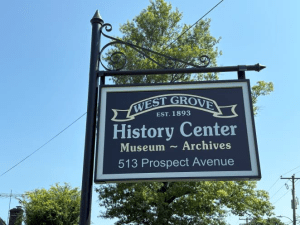 WEST GROVE
EST. 1893
History Center
Museum ~ Archives
513 Prospect Avenue